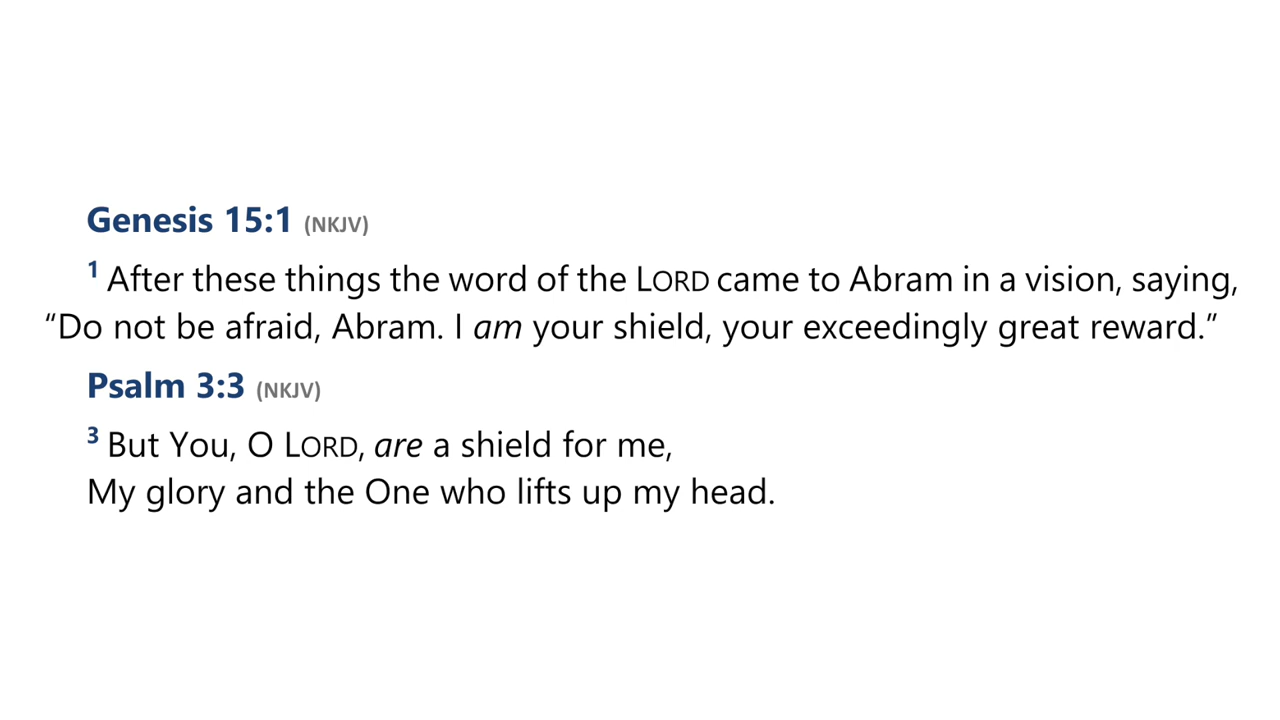 Genesis 15:1 (NKJV)
1 After these things the word of the LORD came to Abram in a vision, saying,
“Do not be afraid, Abram. I am your shield, your exceedingly great reward.”
Psalm 3:3 (NKJV)
3 But You, O LORD, are a shield for me,
My glory and the One who lifts up my head.